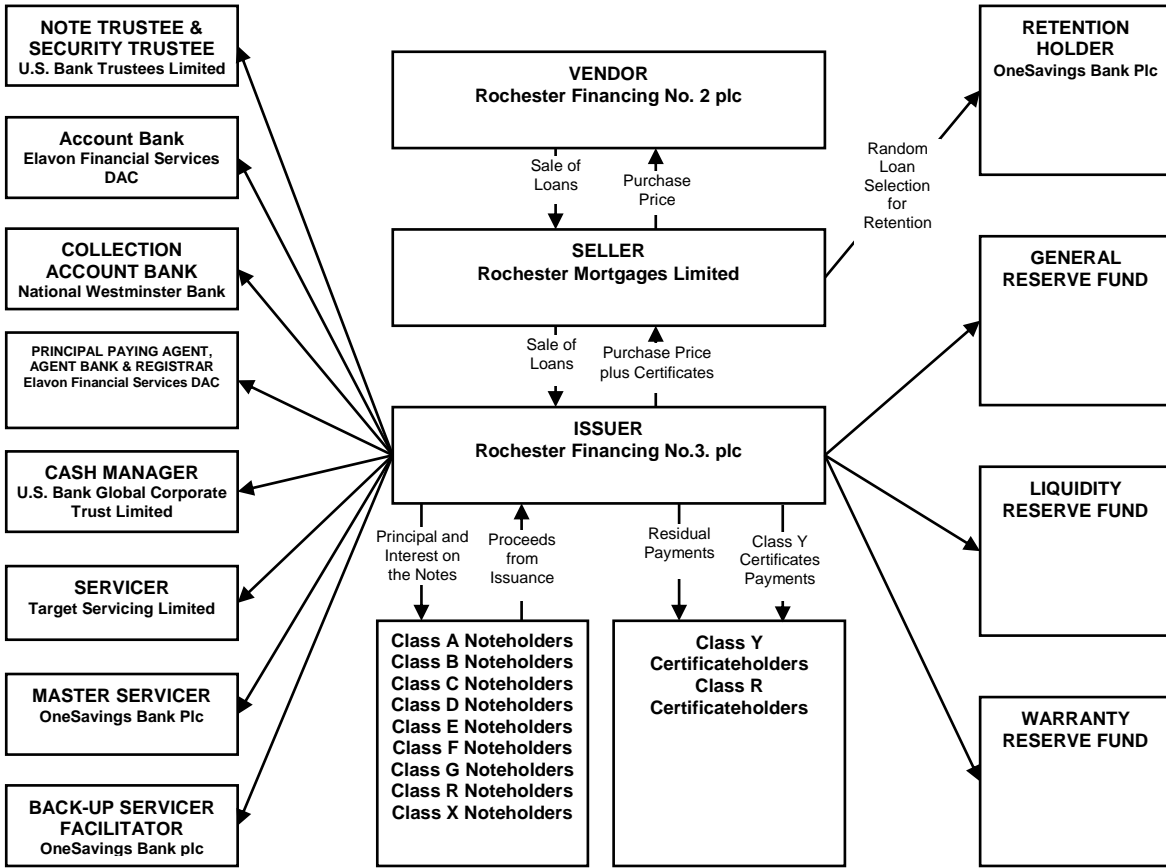 NOTE TRUSTEE &
SECURITY TRUSTEE
U.S. Bank Trustees Limited
Account Bank
Elavon Financial Services
DAC
COLLECTION
ACCOUNT BANK
National Westminster Bank
PRINCIPAL PAYING AGENT,
AGENT BANK & REGISTRAR
Elavon Financial Services DAC
CASH MANAGER
U.S. Bank Global Corporate
Trust Limited
SERVICER
Target Servicing Limited
MASTER SERVICER
OneSavings Bank Plc
BACK-UP SERVICER
FACILITATOR
OneSavings Bank plc
VENDOR
Rochester Financing No. 2 plc
Sale of
Loans
Purchase
Price
SELLER
Rochester Mortgages Limited
Sale of
Loans
Purchase Price
plus Certificates
ISSUER
Rochester Financing No.3. plc
Principal and
Interest on
the Notes
Proceeds
from
Issuance
Residual
Payments
Class Y
Certificates
Payments
Class A Noteholders
Class B Noteholders
Class C Noteholders
Class D Noteholders
Class E Noteholders
Class F Noteholders
Class G Noteholders
Class R Noteholders
Class X Noteholders
Class Y
Certificateholders
Class R
Certificateholders
Random
Loan
Selection
for
Retention
RETENTION
HOLDER
OneSavings Bank Plc
GENERAL
RESERVE FUND
LIQUIDITY
RESERVE FUND
WARRANTY
RESERVE FUND